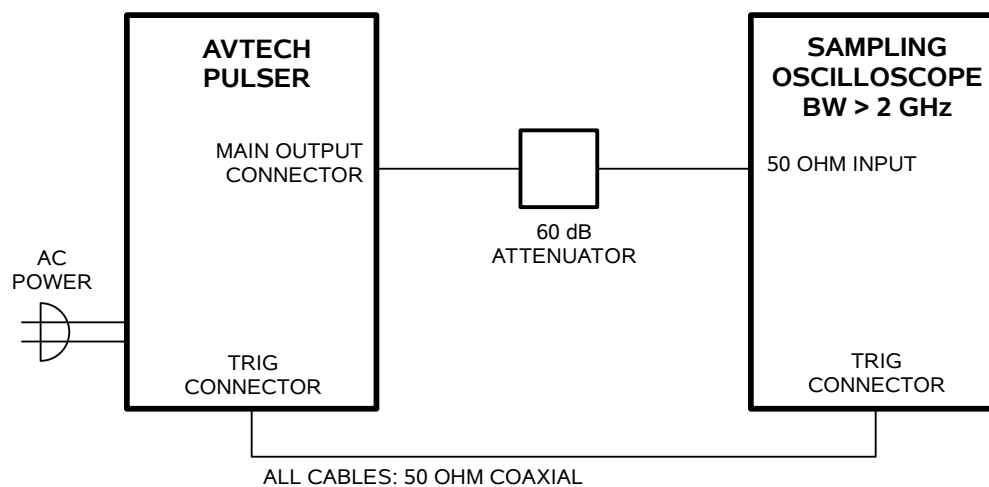 AVTECH
PULSER
SAMPLING
OSCILLOSCOPE
BW > 2 GHz
MAIN OUTPUT
CONNECTOR
50 OHM INPUT
60 dB
ATTENUATOR
AC
POWER
TRIG
CONNECTOR
TRIG
CONNECTOR
ALL CABLES: 50 OHM COAXIAL